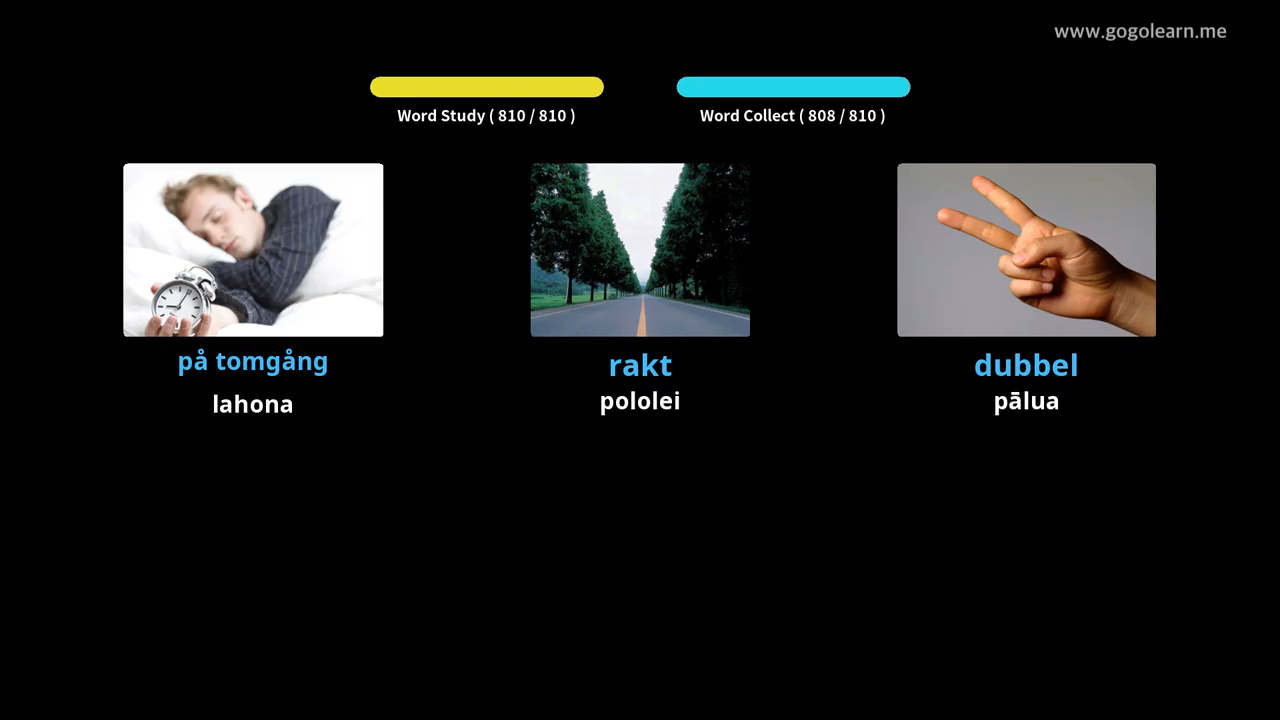 www.gogolearn.me
Word Study ( 810 / 810 )
Word Collect ( 808 / 810 )
på tomgång
lahona
rakt
pololei
dubbel
pālua